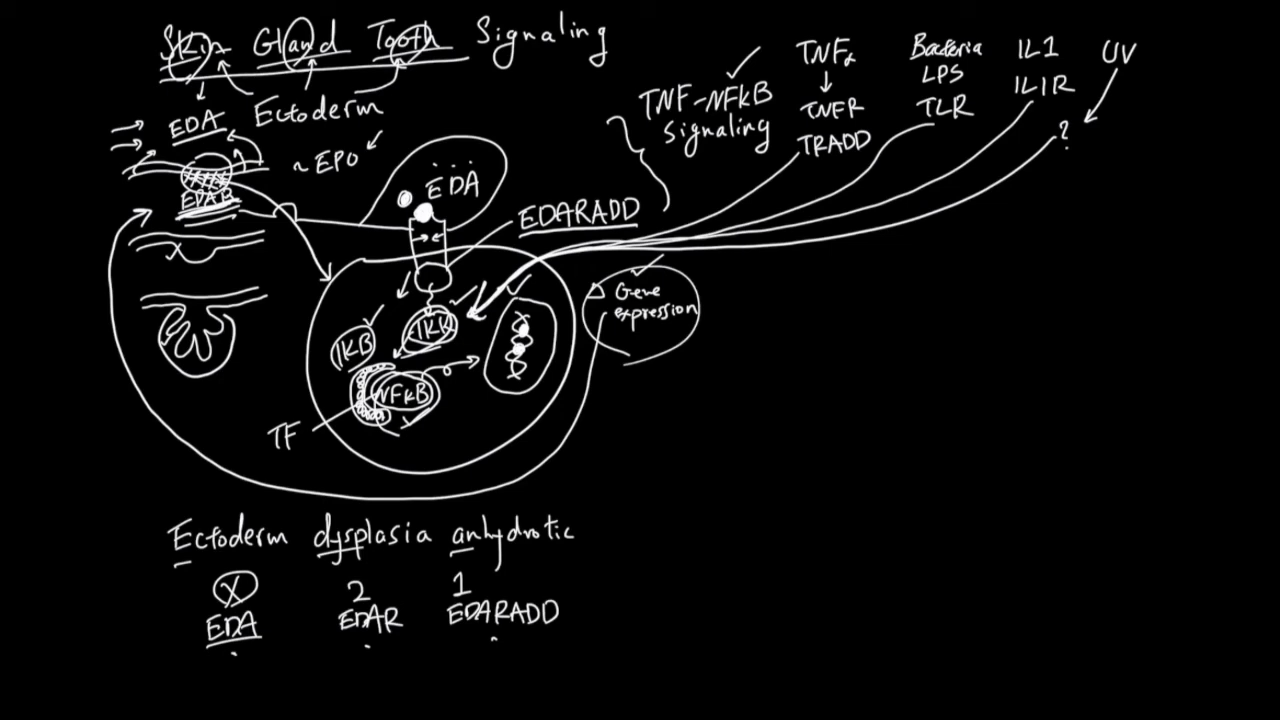 Skin Gland Tooth Signaling
Ectoderm
EDA
~ EPO
EDAR
EDA
EDARADD
TNF-NFkB
Signaling
TNFα
TNFR
TRADD
Bacteria
LPS
TLR
IL1
IL1R
UV
?
Δ Gene
expression
IKK
IKB
NFkB
TF
Ectoderm dysplasia anhydrotic
X 2 1
EDA EDAR EDARADD